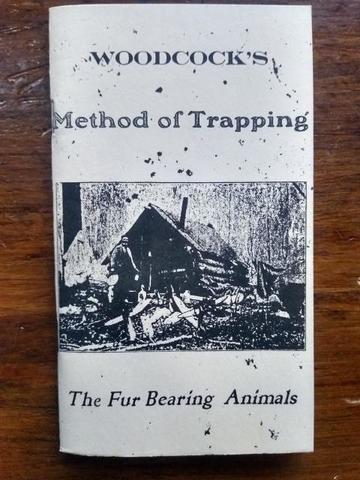 WOODCOCK'S
Method of Trapping
The Fur Bearing Animals